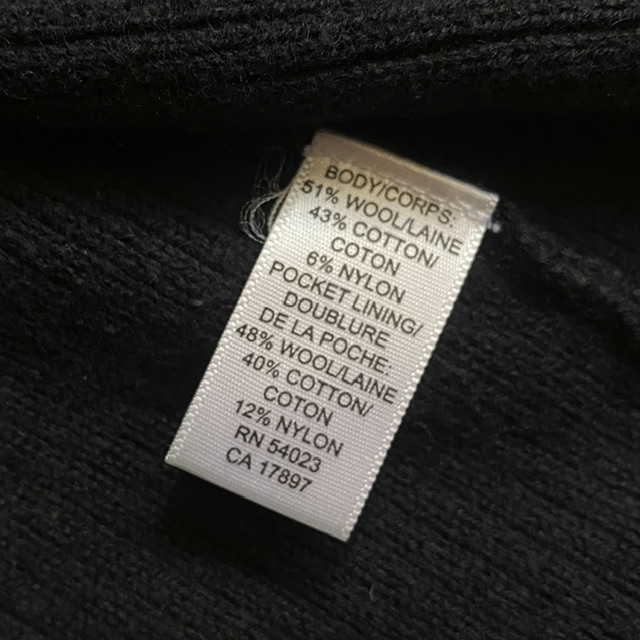 BODY/CORPS:
51% WOOL/LAINE
43% COTTON/
COTON
6% NYLON
POCKET LINING/
DOUBLURE
DE LA POCHE:
48% WOOL/LAINE
40% COTTON/
COTON
12% NYLON
RN 54023
CA 17897